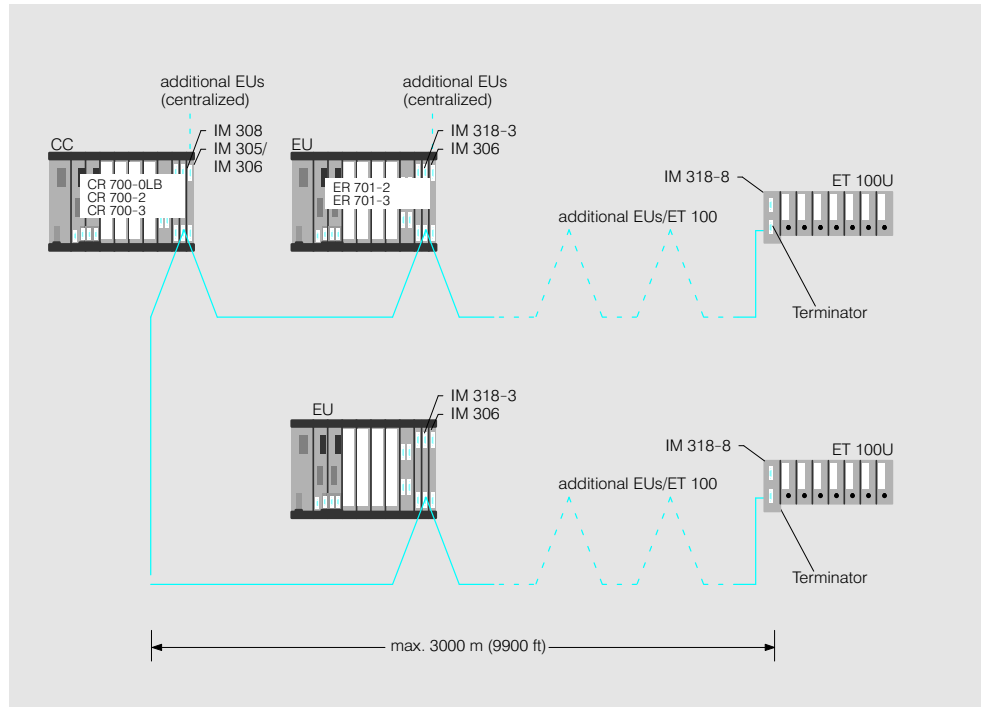 additional EUs
(centralized)
additional EUs
(centralized)
CC
IM 308
IM 305/
IM 306
EU
IM 318-3
IM 306
CR 700-0LB
CR 700-2
CR 700-3
ER 701-2
ER 701-3
IM 318-8
ET 100U
additional EUs/ET 100
Terminator
EU
IM 318-3
IM 306
IM 318-8
ET 100U
additional EUs/ET 100
Terminator
max. 3000 m (9900 ft)